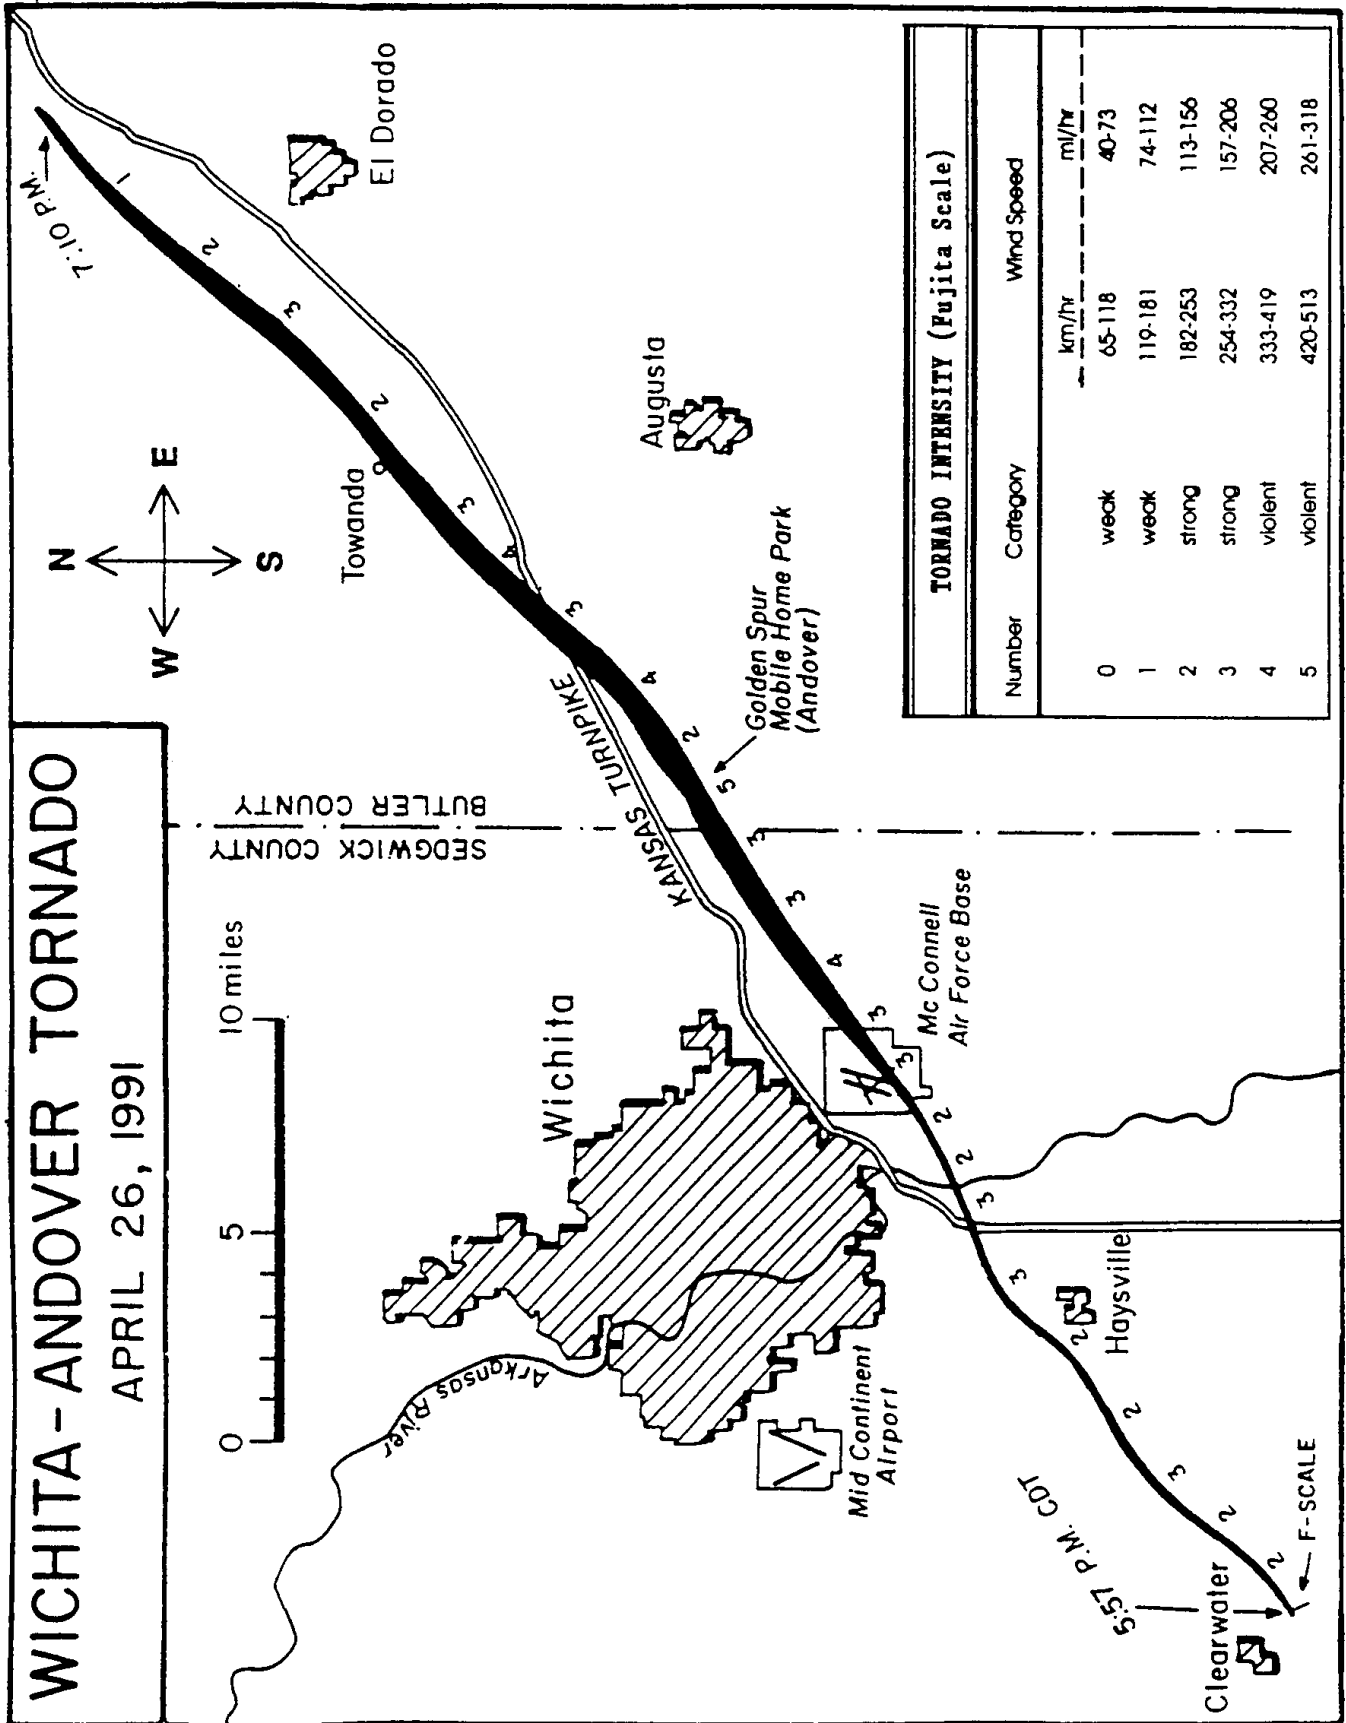 WICHITA-ANDOVER TORNADO
APRIL 26, 1991
0 5 10 miles
N
W E
S
7:10 P.M.
1
2
3
2
El Dorado
Towanda
3
4
3
4
2
5
3
3
4
3
3
2
2
3
3
2
2
3
2
2
Augusta
SEDGWICK COUNTY
BUTLER COUNTY
KANSAS TURNPIKE
Golden Spur
Mobile Home Park
(Andover)
Wichita
Arkansas River
Mc Connell
Air Force Base
Mid Continent
Airport
Haysville
5:57 P.M. CDT
Clearwater
F-SCALE
TORNADO INTENSITY (Fujita Scale)
Number Category Wind Speed
km/hr mi/hr
0 weak 65-118 40-73
1 weak 119-181 74-112
2 strong 182-253 113-156
3 strong 254-332 157-206
4 violent 333-419 207-260
5 violent 420-513 261-318